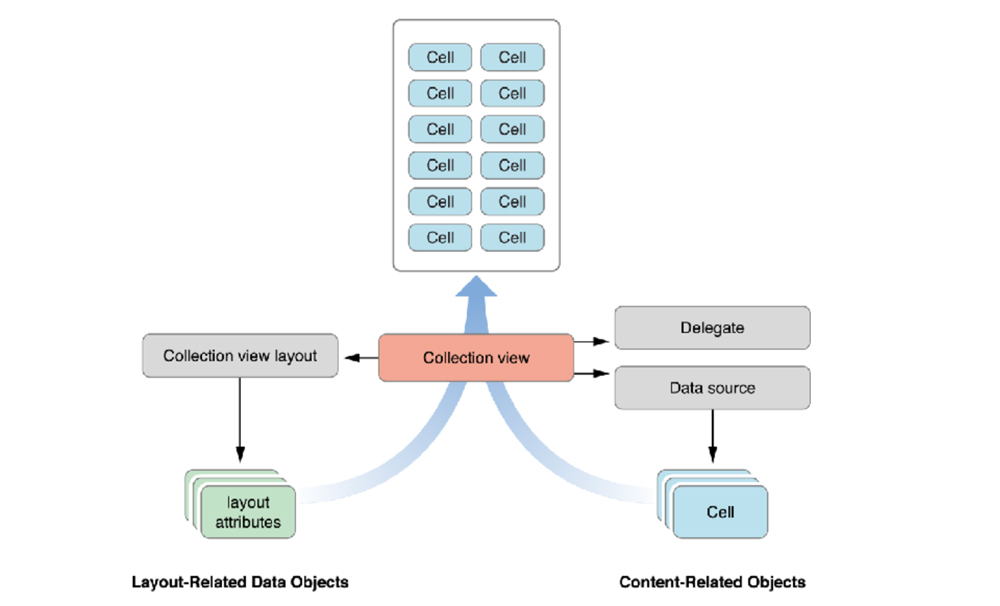 Cell Cell
Cell Cell
Cell Cell
Cell Cell
Cell Cell
Cell Cell
Delegate
Collection view layout
Collection view
Data source
layout
attributes
Cell
Layout-Related Data Objects
Content-Related Objects